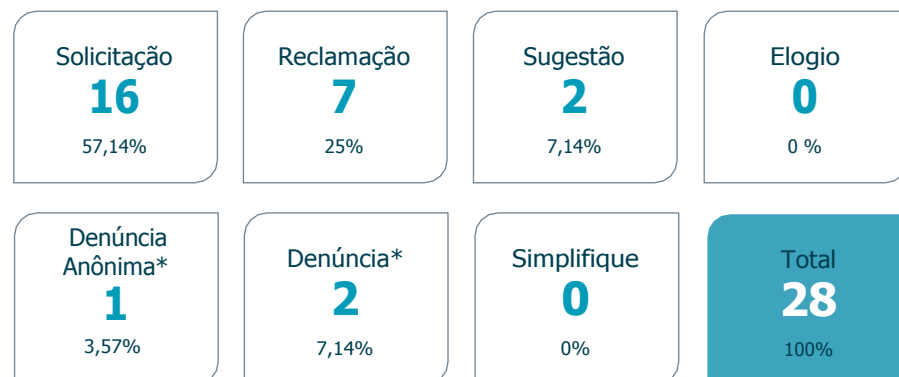 Solicitação
16
57,14%
Reclamação
7
25%
Sugestão
2
7,14%
Elogio
0
0 %
Denúncia
Anônima*
1
3,57%
Denúncia*
2
7,14%
Simplifique
0
0%
Total
28
100%